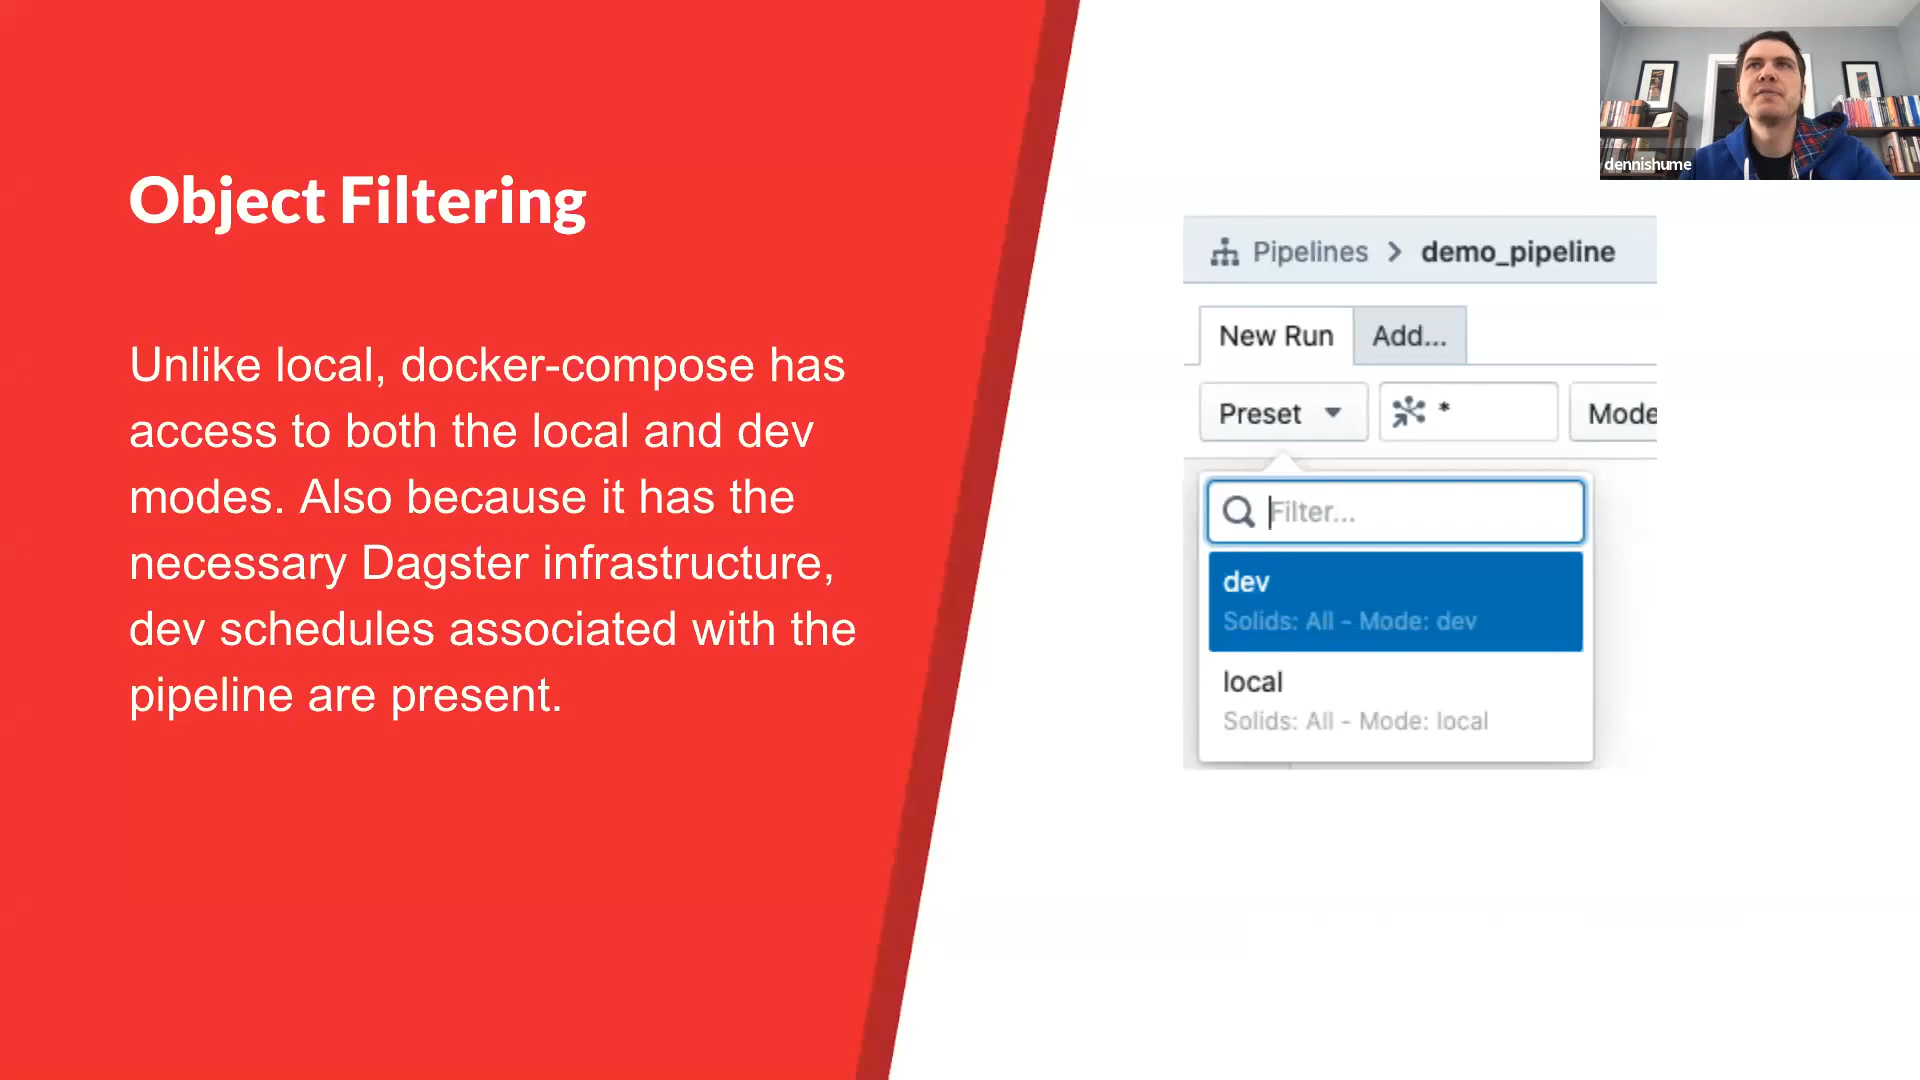 Object Filtering
Unlike local, docker-compose has
access to both the local and dev
modes. Also because it has the
necessary Dagster infrastructure,
dev schedules associated with the
pipeline are present.
dennishume
Pipelines > demo_pipeline
New Run Add...
Preset * Mode
Filter...
dev
Solids: All - Mode: dev
local
Solids: All - Mode: local